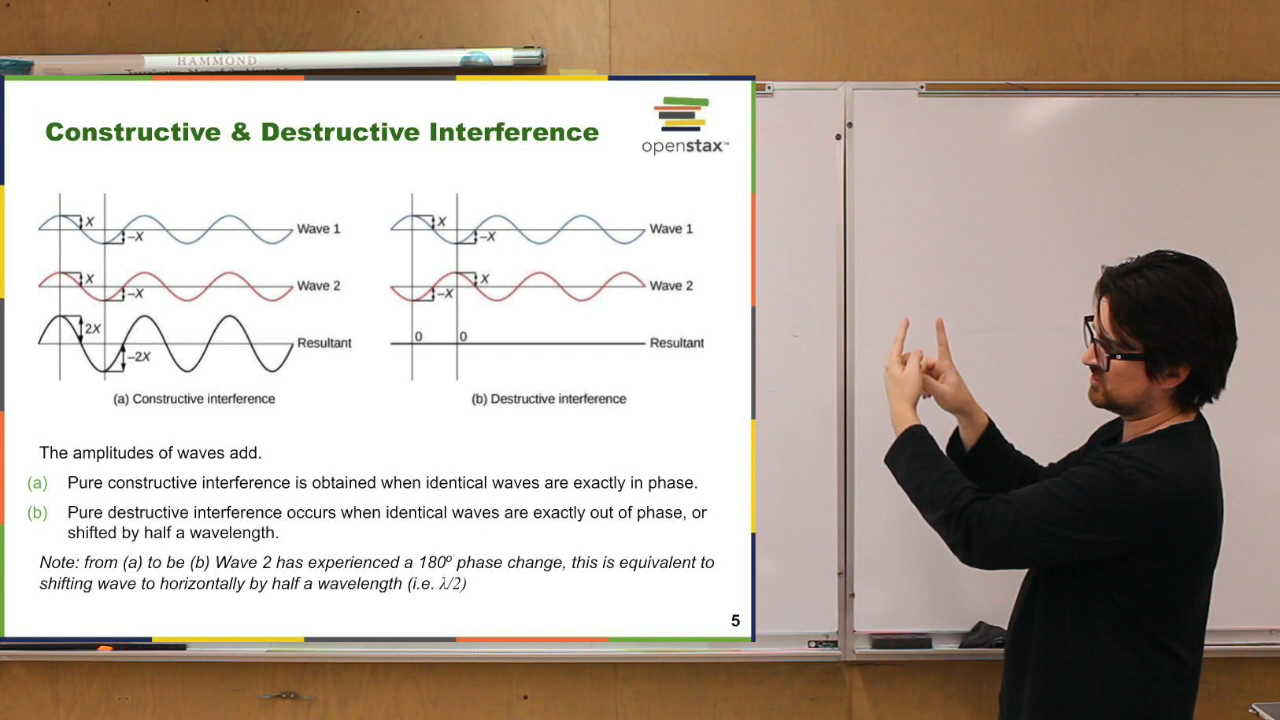 HAMMOND
Constructive & Destructive Interference
openstax™
X
Wave 1
–X
X
Wave 2
–X
2X
Resultant
–2X
(a) Constructive interference
X
Wave 1
–X
X
Wave 2
–X
0
0
Resultant
(b) Destructive interference
The amplitudes of waves add.
(a) Pure constructive interference is obtained when identical waves are exactly in phase.
(b) Pure destructive interference occurs when identical waves are exactly out of phase, or
shifted by half a wavelength.
Note: from (a) to be (b) Wave 2 has experienced a 180º phase change, this is equivalent to
shifting wave to horizontally by half a wavelength (i.e. λ/2)
5